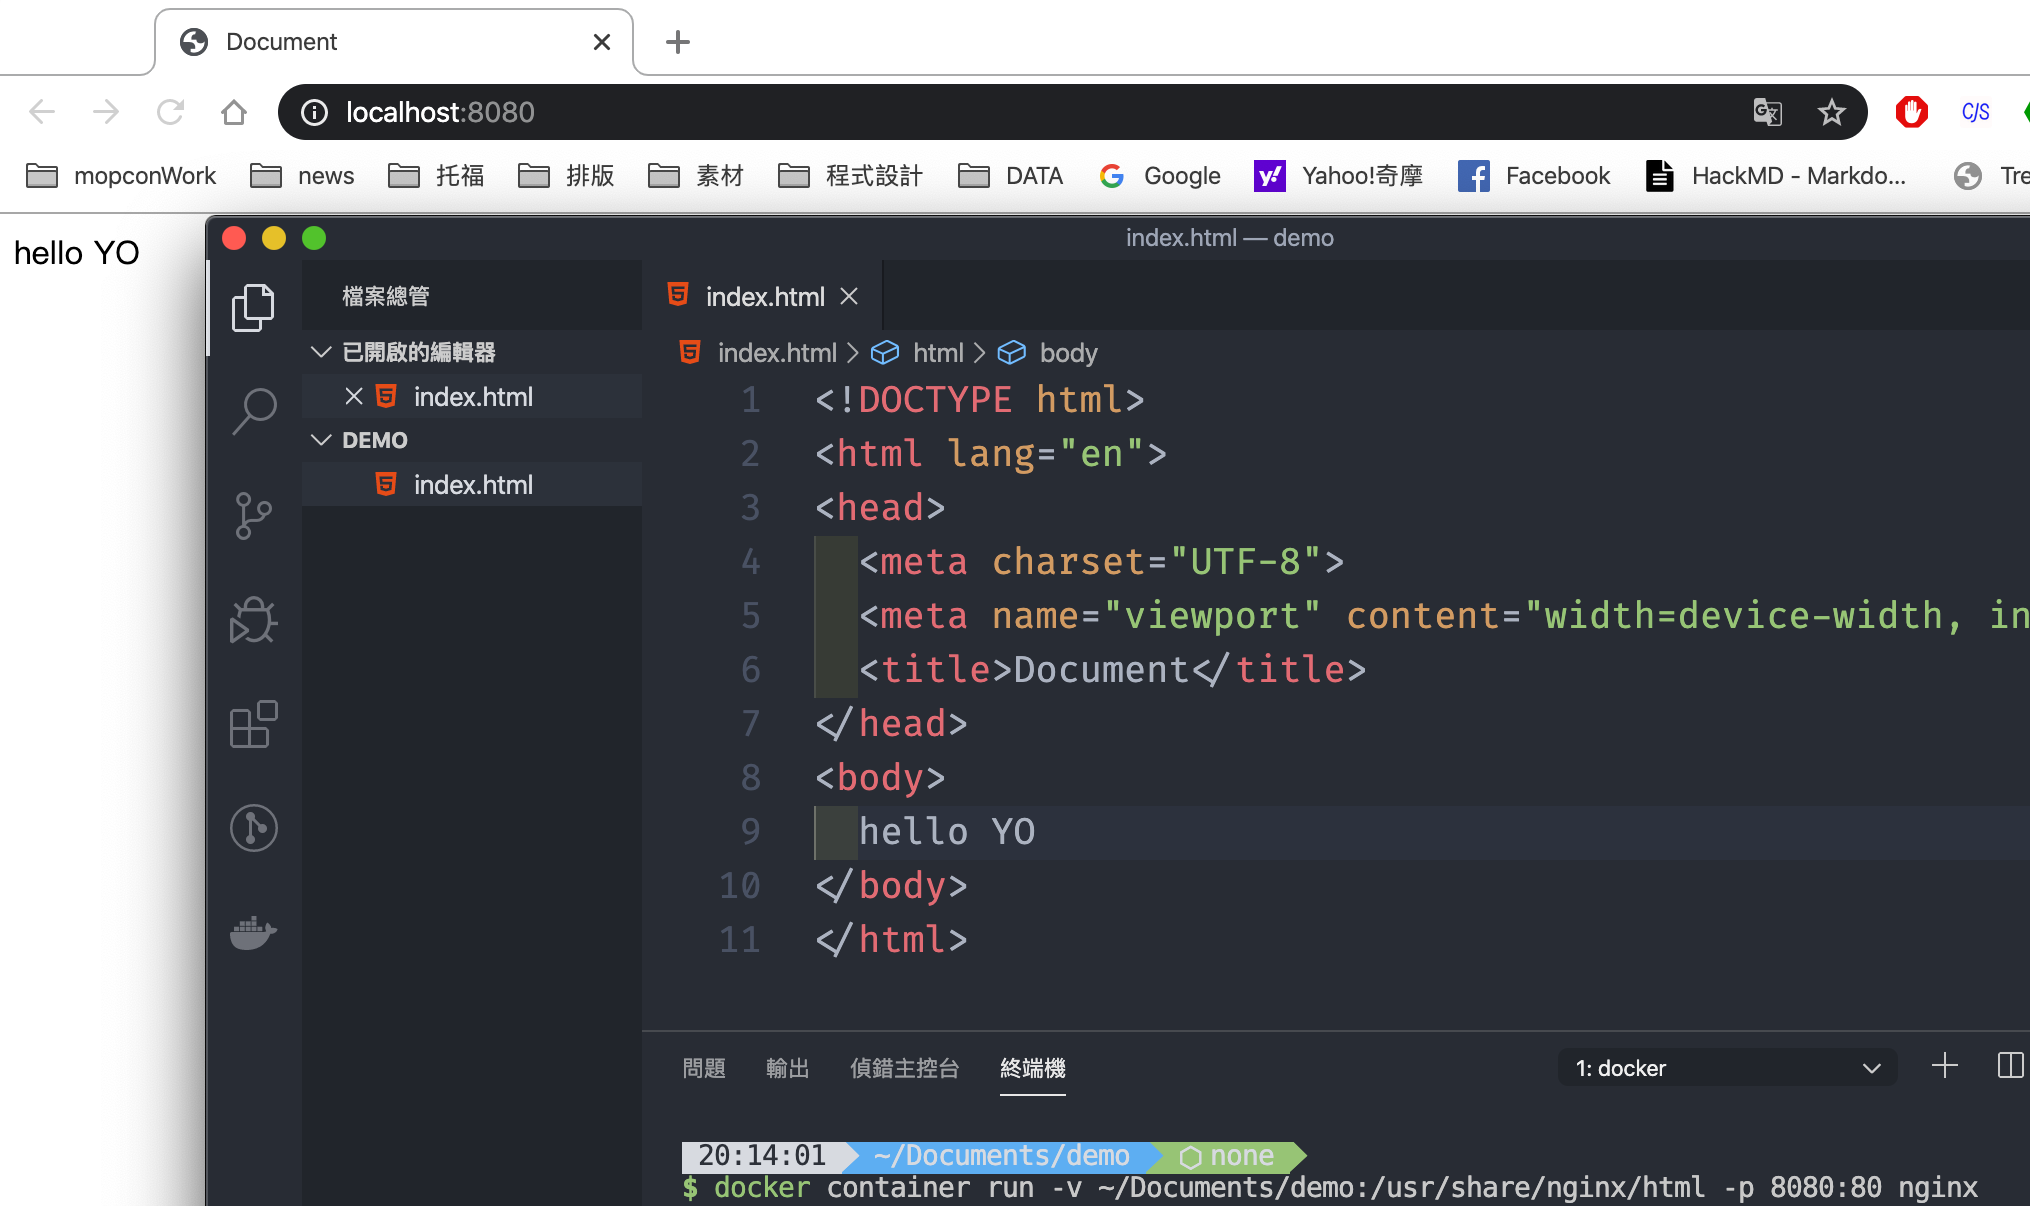 Document
localhost:8080
C/S
mopconWork news 托福 排版 素材 程式設計 DATA Google Yahoo!奇摩 Facebook HackMD - Markdo... Tre
hello YO
index.html — demo
檔案總管
index.html
已開啟的編輯器
index.html > html > body
index.html
DEMO
index.html
1 <!DOCTYPE html>
2 <html lang="en">
3 <head>
4 <meta charset="UTF-8">
5 <meta name="viewport" content="width=device-width, in
6 <title>Document</title>
7 </head>
8 <body>
9 hello YO
10 </body>
11 </html>
問題 輸出 偵錯主控台 終端機 1: docker
20:14:01 ~/Documents/demo none
$ docker container run -v ~/Documents/demo:/usr/share/nginx/html -p 8080:80 nginx